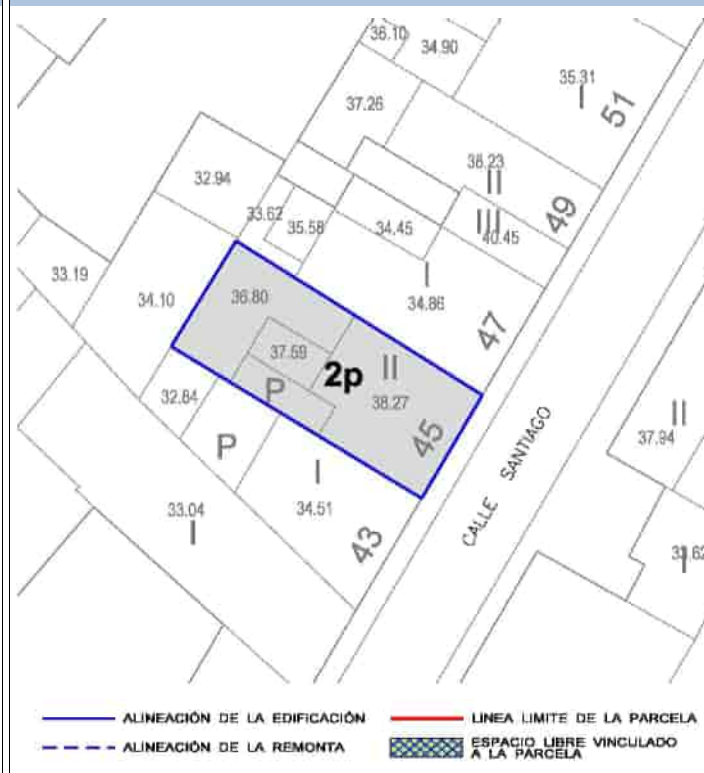 36.10
34.90
35.31
I
51
37.26
38.23
II
49
32.94
33.62
35.58
34.45
III
40.45
33.19
34.10
36.80
I
34.86
47
37.59
2p
II
P
38.27
32.84
45
P
I
34.51
33.04
I
43
CALLE SANTIAGO
II
37.94
I
ALINEACIÓN DE LA EDIFICACIÓN
LINEA LIMITE DE LA PARCELA
ALINEACIÓN DE LA REMONTA
ESPACIO LIBRE VINCULADO
A LA PARCELA